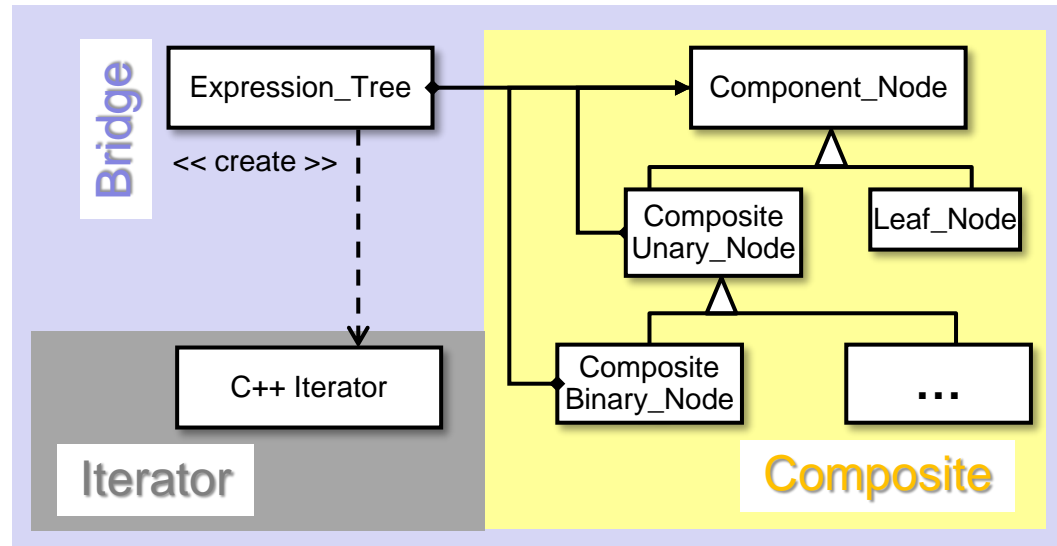 Bridge
Expression_Tree
Component_Node
<< create >>
Composite
Unary_Node
Leaf_Node
C++ Iterator
Composite
Binary_Node
...
Iterator
Composite